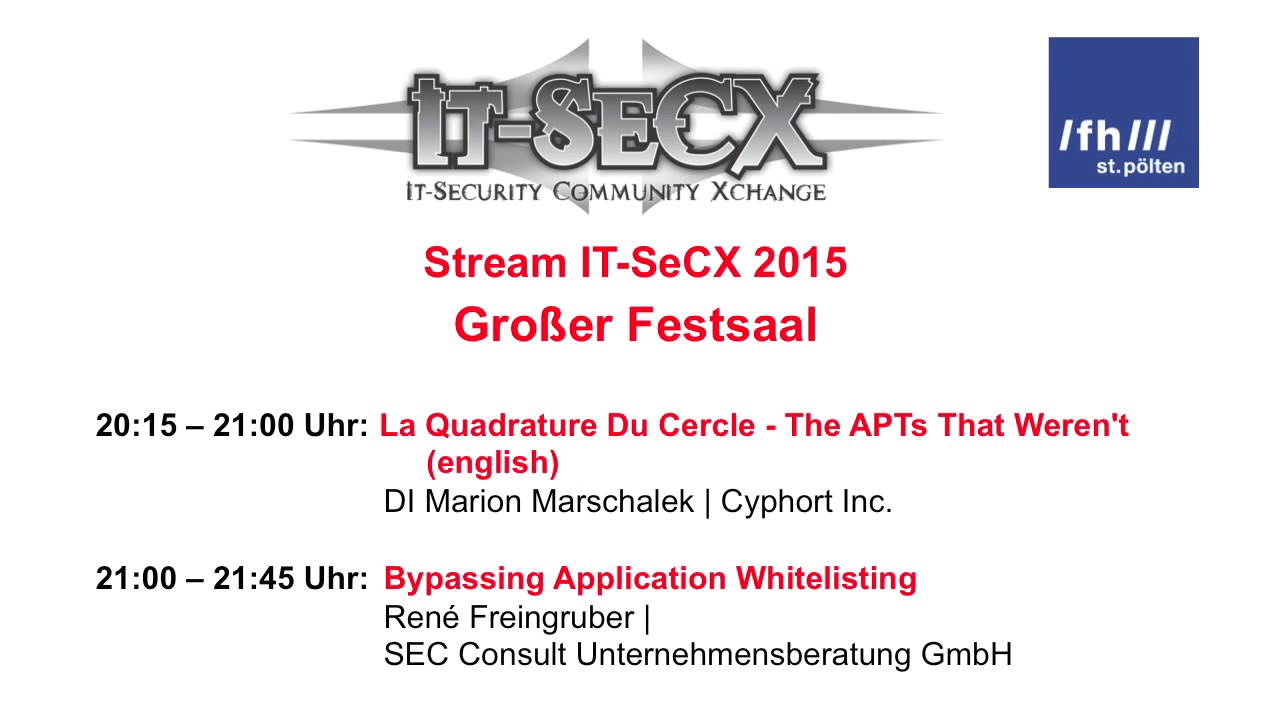 IT-SeCX
IT-Security Community Xchange
/fh///
st.pölten
Stream IT-SeCX 2015
Großer Festsaal
20:15 – 21:00 Uhr: La Quadrature Du Cercle - The APTs That Weren't
(english)
DI Marion Marschalek | Cyphort Inc.
21:00 – 21:45 Uhr: Bypassing Application Whitelisting
René Freingruber |
SEC Consult Unternehmensberatung GmbH